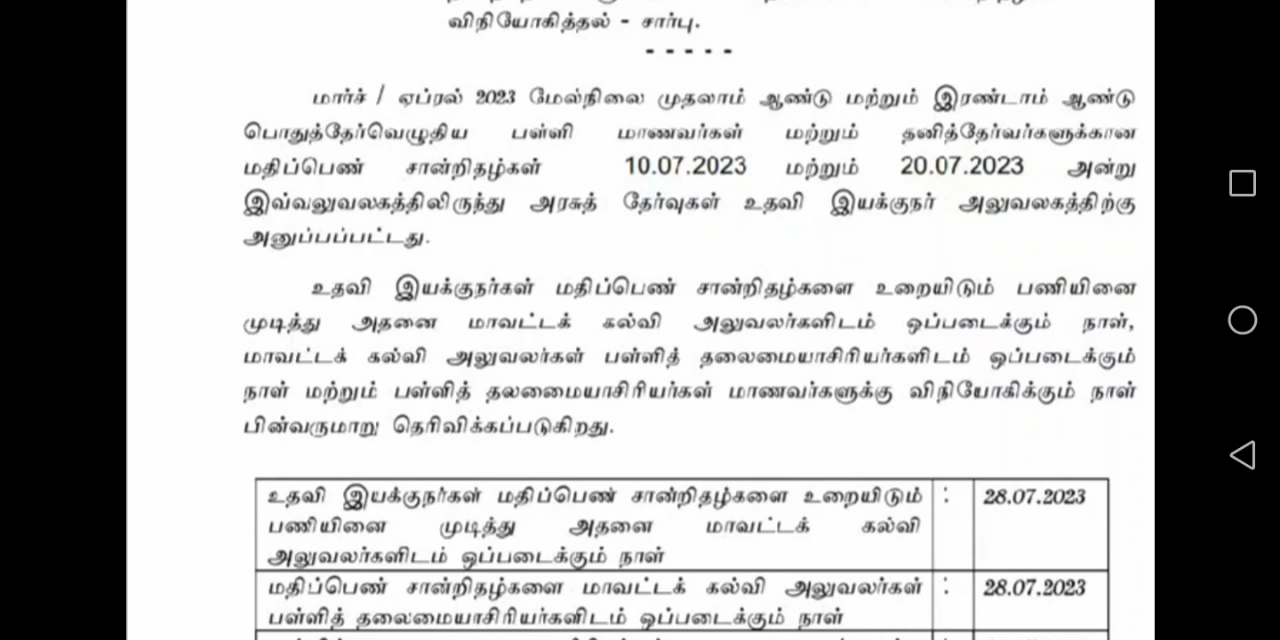 விநியோகித்தல் - சார்பு.
- - - - -
மார்ச் / ஏப்ரல் 2023 மேல்நிலை முதலாம் ஆண்டு மற்றும் இரண்டாம் ஆண்டு
பொதுத்தேர்வெழுதிய பள்ளி மாணவர்கள் மற்றும் தனித்தேர்வர்களுக்கான
மதிப்பெண் சான்றிதழ்கள் 10.07.2023 மற்றும் 20.07.2023 அன்று
இவ்வலுவலகத்திலிருந்து அரசுத் தேர்வுகள் உதவி இயக்குநர் அலுவலகத்திற்கு
அனுப்பப்பட்டது.
உதவி இயக்குநர்கள் மதிப்பெண் சான்றிதழ்களை உறையிடும் பணியினை
முடித்து அதனை மாவட்டக் கல்வி அலுவலர்களிடம் ஒப்படைக்கும் நாள்,
மாவட்டக் கல்வி அலுவலர்கள் பள்ளித் தலைமையாசிரியர்களிடம் ஒப்படைக்கும்
நாள் மற்றும் பள்ளித் தலமையாசிரியர்கள் மாணவர்களுக்கு விநியோகிக்கும் நாள்
பின்வருமாறு தெரிவிக்கப்படுகிறது.
உதவி இயக்குநர்கள் மதிப்பெண் சான்றிதழ்களை உறையிடும் : 28.07.2023
பணியினை முடித்து அதனை மாவட்டக் கல்வி
அலுவலர்களிடம் ஒப்படைக்கும் நாள்
மதிப்பெண் சான்றிதழ்களை மாவட்டக் கல்வி அலுவலர்கள் : 28.07.2023
பள்ளித் தலைமையாசிரியர்களிடம் ஒப்படைக்கும் நாள்